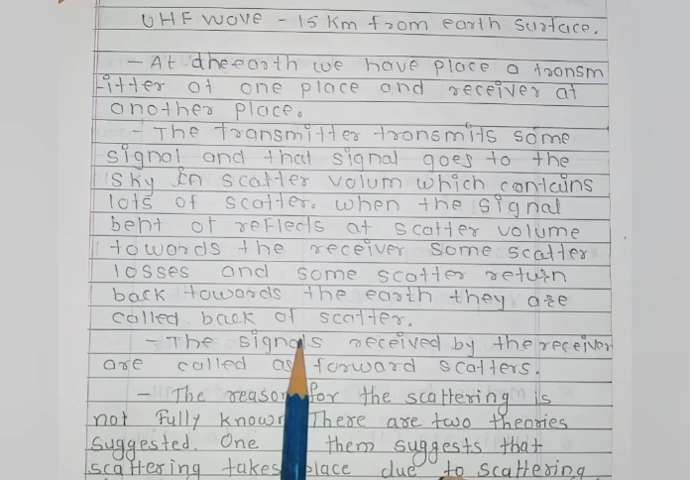 UHF wave - 15 Km from earth surface.
- At the earth we have place a transm
itter at one place and receiver at
another place.
- The transmitter transmits some
signal and that signal goes to the
sky in scatter volum which contains
lots of scatter. when the signal
bent or reflects at scatter volume
towards the receiver some scatter
losses and some scatter return
back towards the earth they are
called back of scatter.
- The signals received by the receiver
are called as forward scatters.
- The reason for the scattering is
not fully known There are two theories
suggested. One them suggests that
scattering takes place due to scattering